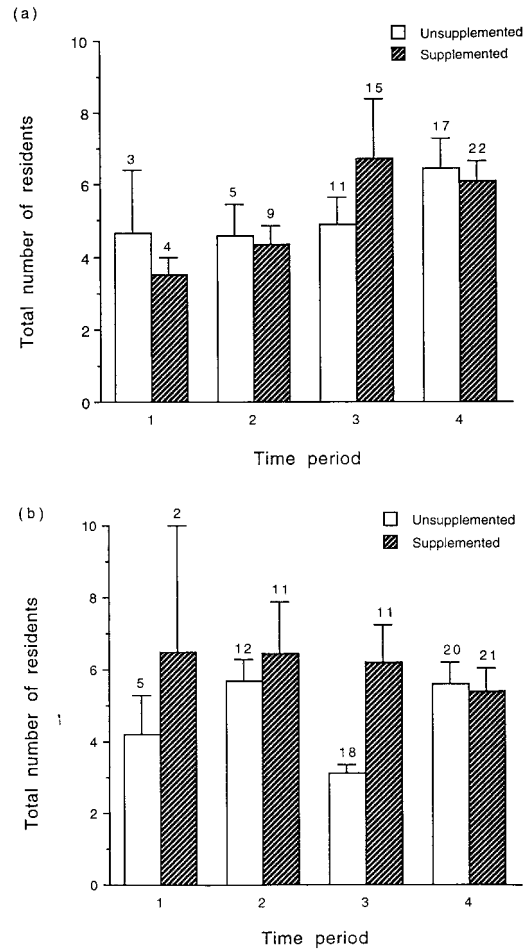 (a)
Unsupplemented
Supplemented
Total number of residents
10
8
6
4
2
0
3
4
5
9
11
15
17
22
1 2 3 4
Time period
(b)
Unsupplemented
Supplemented
Total number of residents
10
8
6
4
2
0
5
2
12
11
18
11
20
21
1 2 3 4
Time period